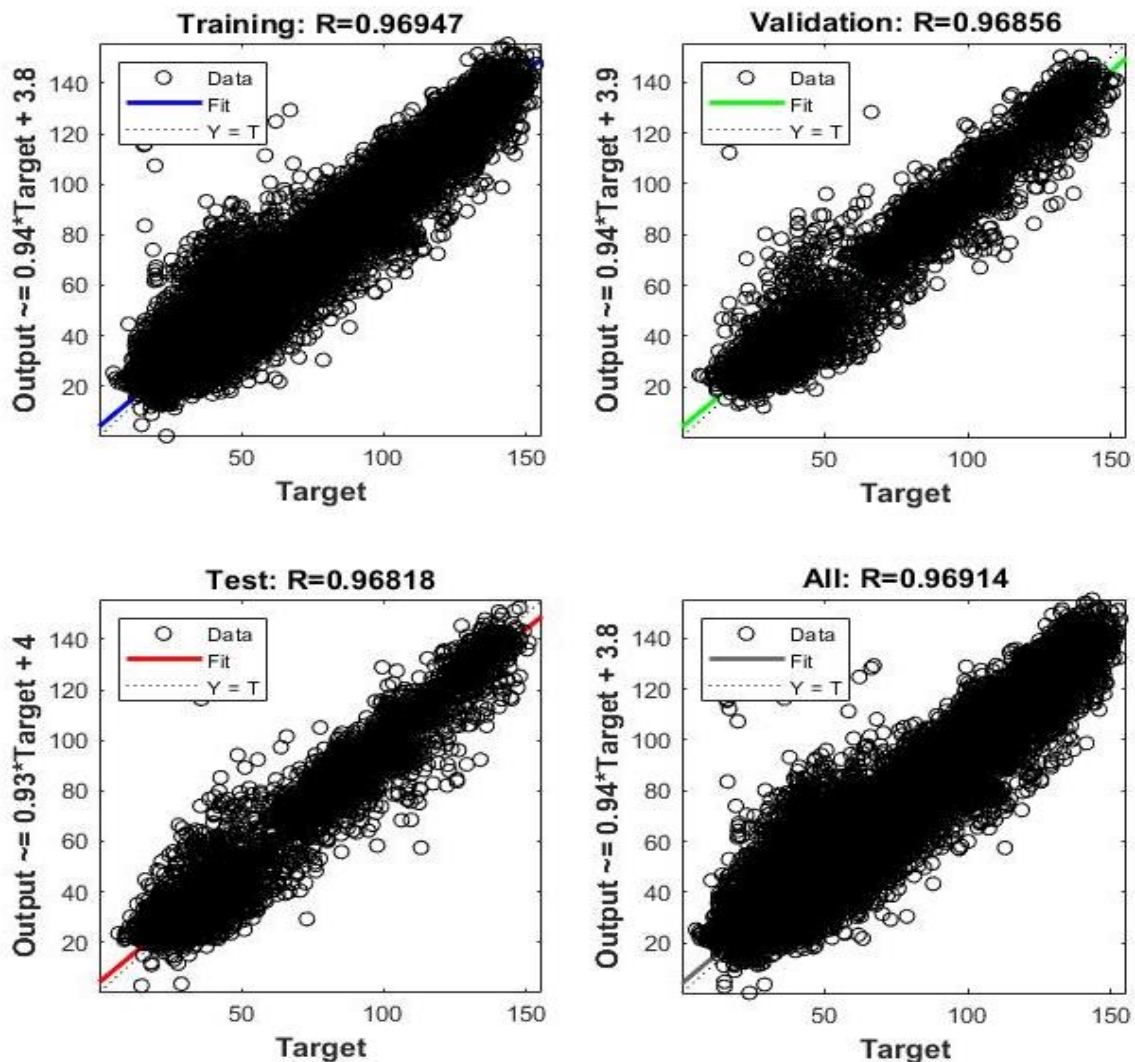 Training: R=0.96947
Output ~= 0.94*Target + 3.8
140
120
100
80
60
40
20
Data
Fit
Y = T
50
100
150
Target
Validation: R=0.96856
Output ~= 0.94*Target + 3.9
140
120
100
80
60
40
20
Data
Fit
Y = T
50
100
150
Target
Test: R=0.96818
Output ~= 0.93*Target + 4
140
120
100
80
60
40
20
Data
Fit
Y = T
50
100
150
Target
All: R=0.96914
Output ~= 0.94*Target + 3.8
140
120
100
80
60
40
20
Data
Fit
Y = T
50
100
150
Target